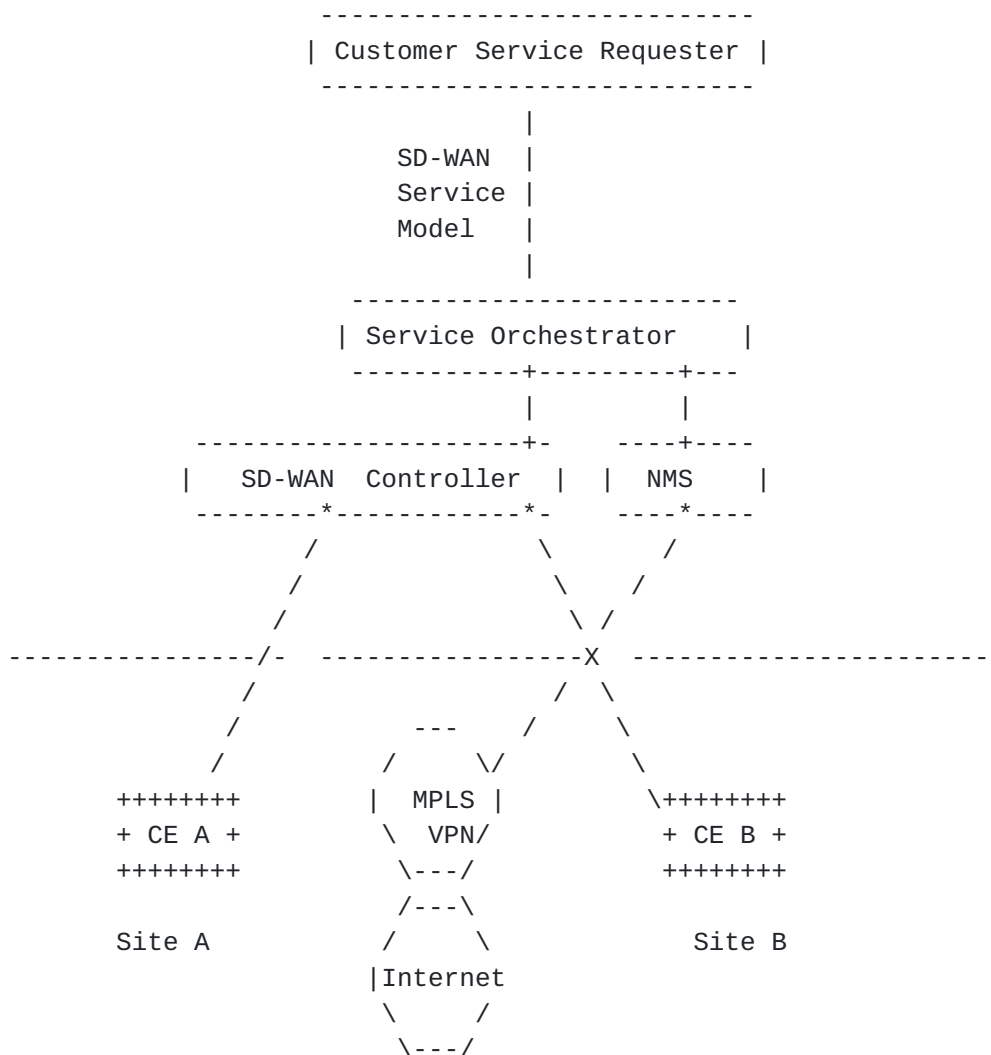 Customer Service Requester
SD-WAN
Service
Model
Service Orchestrator
SD-WAN Controller NMS
X
MPLS
+ CE A + VPN + CE B +
Site A Site B
Internet